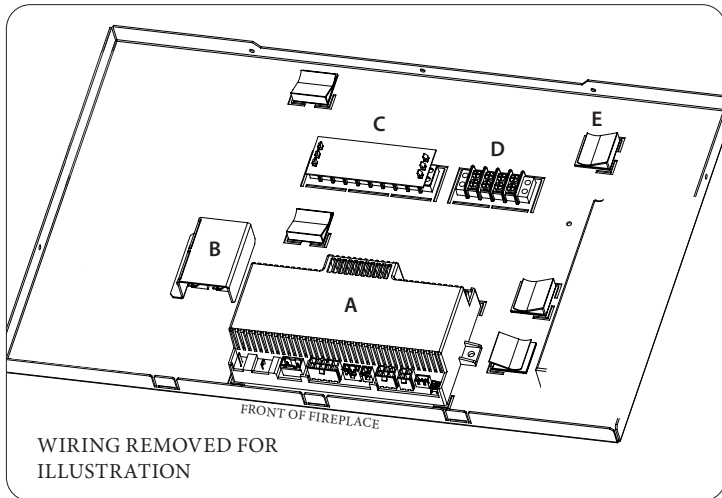 E
C
D
B
A
FRONT OF FIREPLACE
WIRING REMOVED FOR
ILLUSTRATION